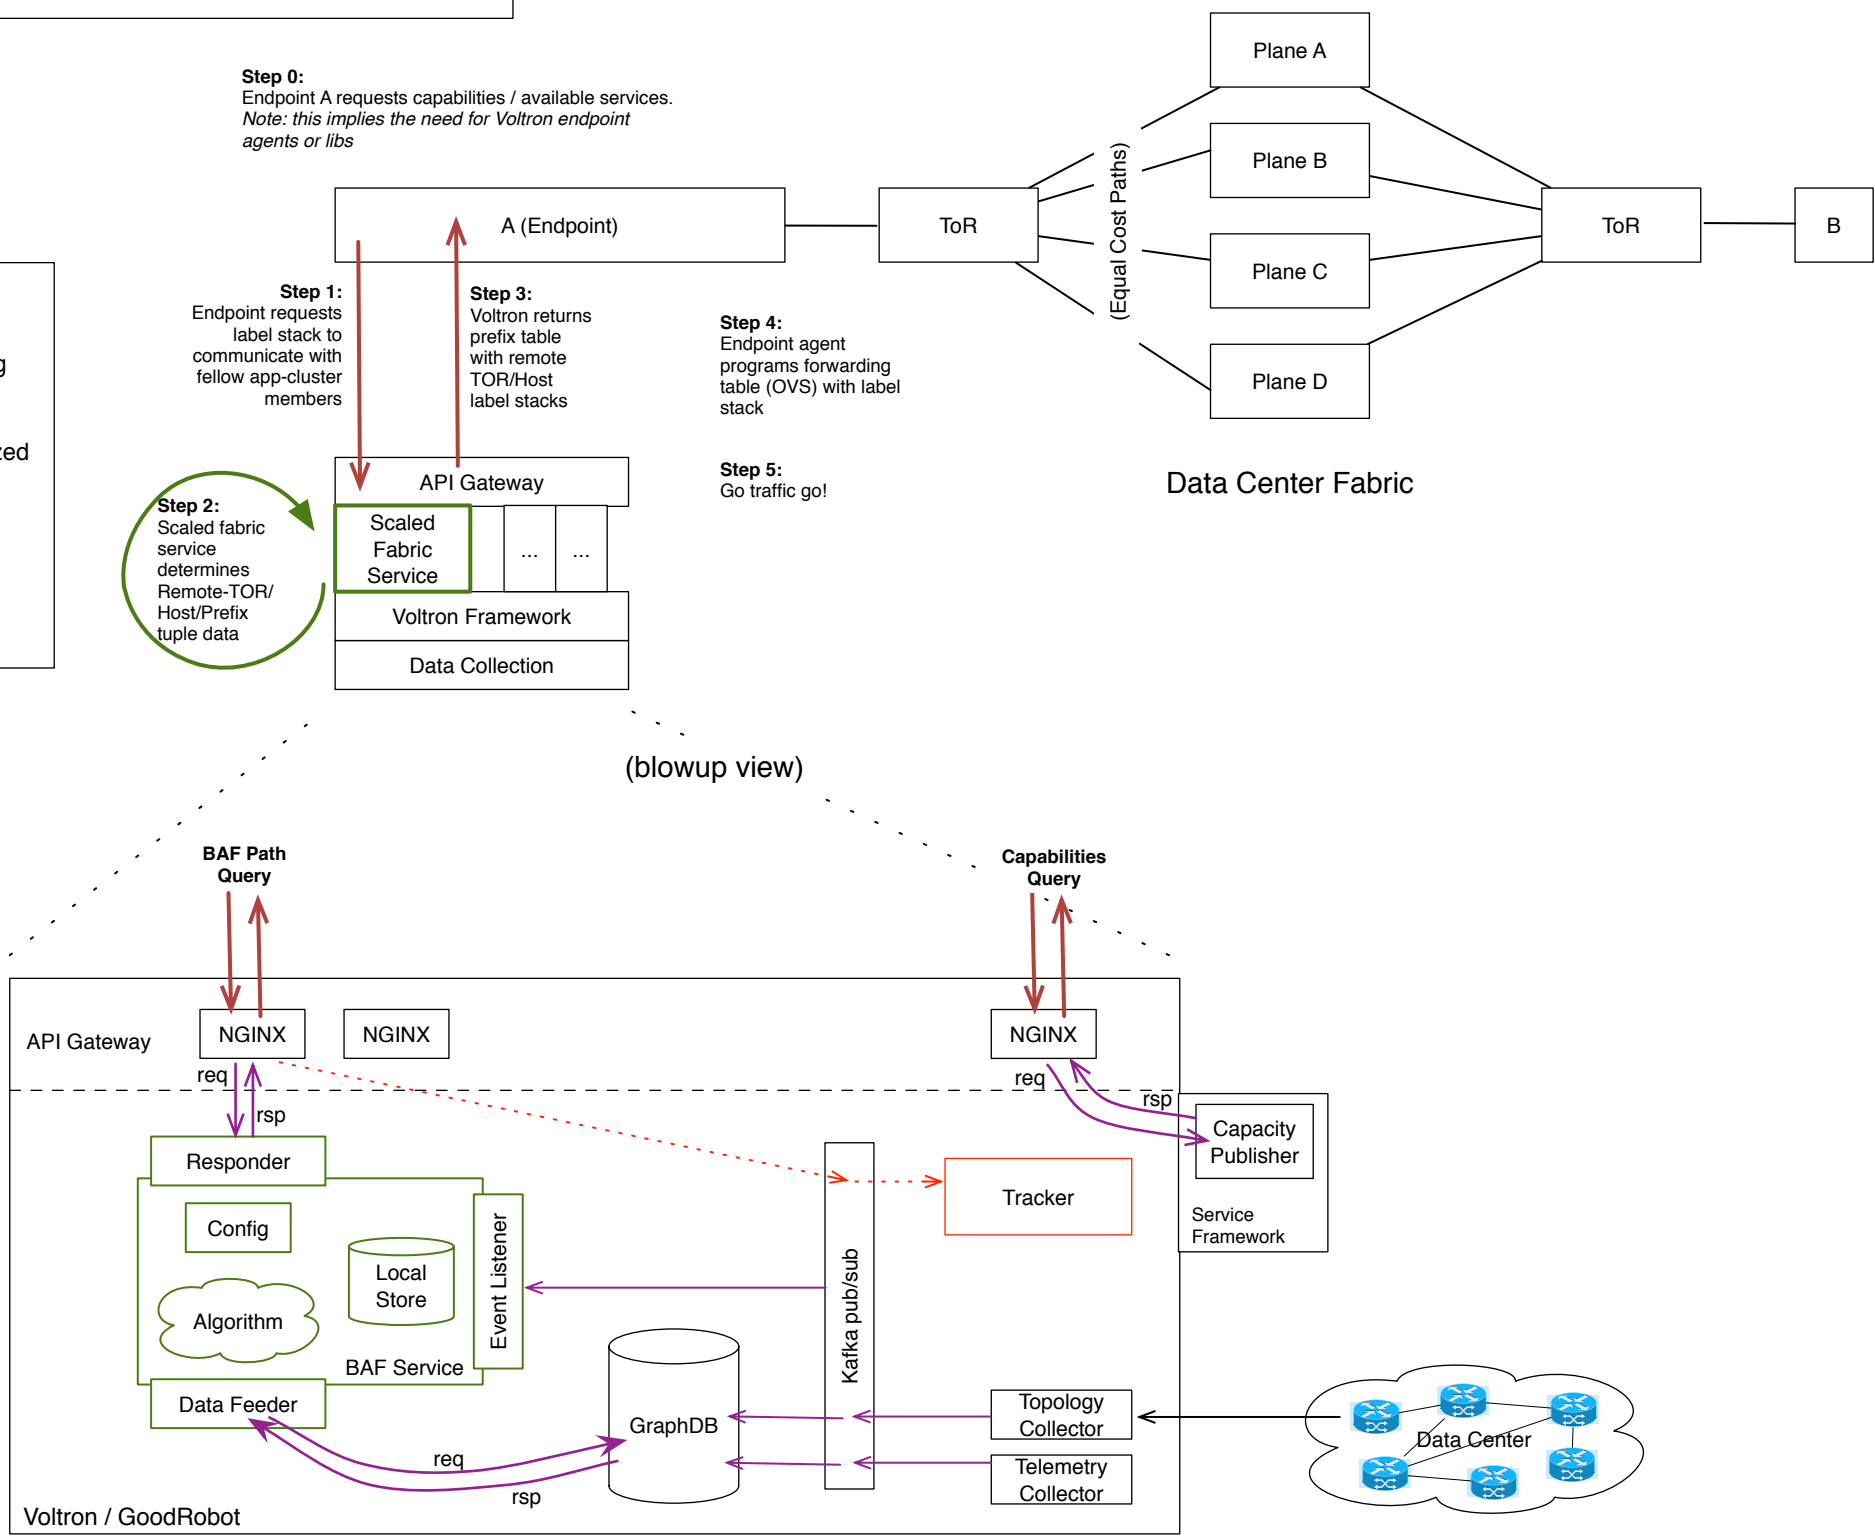 Step 0:
Endpoint A requests capabilities / available services.
Note: this implies the need for Voltron endpoint
agents or libs
Plane A
Plane B
Plane C
Plane D
(Equal Cost Paths)
A (Endpoint)
ToR
ToR
B
g
zed
Step 1:
Endpoint requests
label stack to
communicate with
fellow app-cluster
members
Step 3:
Voltron returns
prefix table
with remote
TOR/Host
label stacks
Step 4:
Endpoint agent
programs forwarding
table (OVS) with label
stack
Step 5:
Go traffic go!
Data Center Fabric
Step 2:
Scaled fabric
service
determines
Remote-TOR/
Host/Prefix
tuple data
API Gateway
Scaled
Fabric
Service
...
...
Voltron Framework
Data Collection
(blowup view)
BAF Path
Query
Capabilities
Query
API Gateway
NGINX
NGINX
NGINX
req
rsp
req
rsp
Capacity
Publisher
Service
Framework
Responder
Config
Algorithm
Local
Store
Event Listener
BAF Service
Data Feeder
Kafka pub/sub
Tracker
GraphDB
req
rsp
Topology
Collector
Telemetry
Collector
Data Center
Voltron / GoodRobot